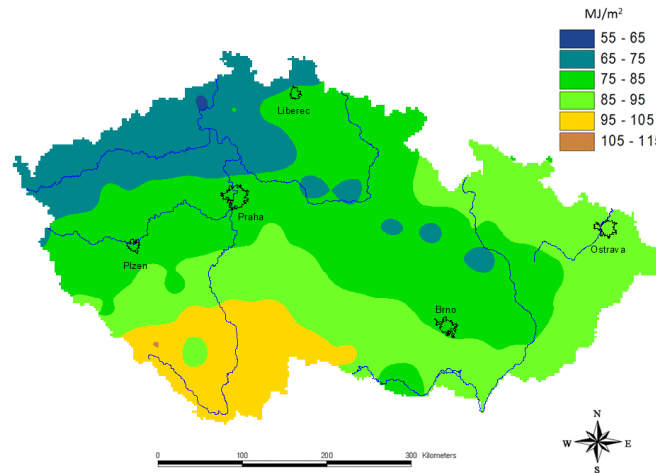 MJ/m²
55 - 65
65 - 75
75 - 85
85 - 95
95 - 105
105 - 115
Liberec
Praha
Ostrava
Plzen
Brno
0 100 200 300 Kilometers
N
W E
S